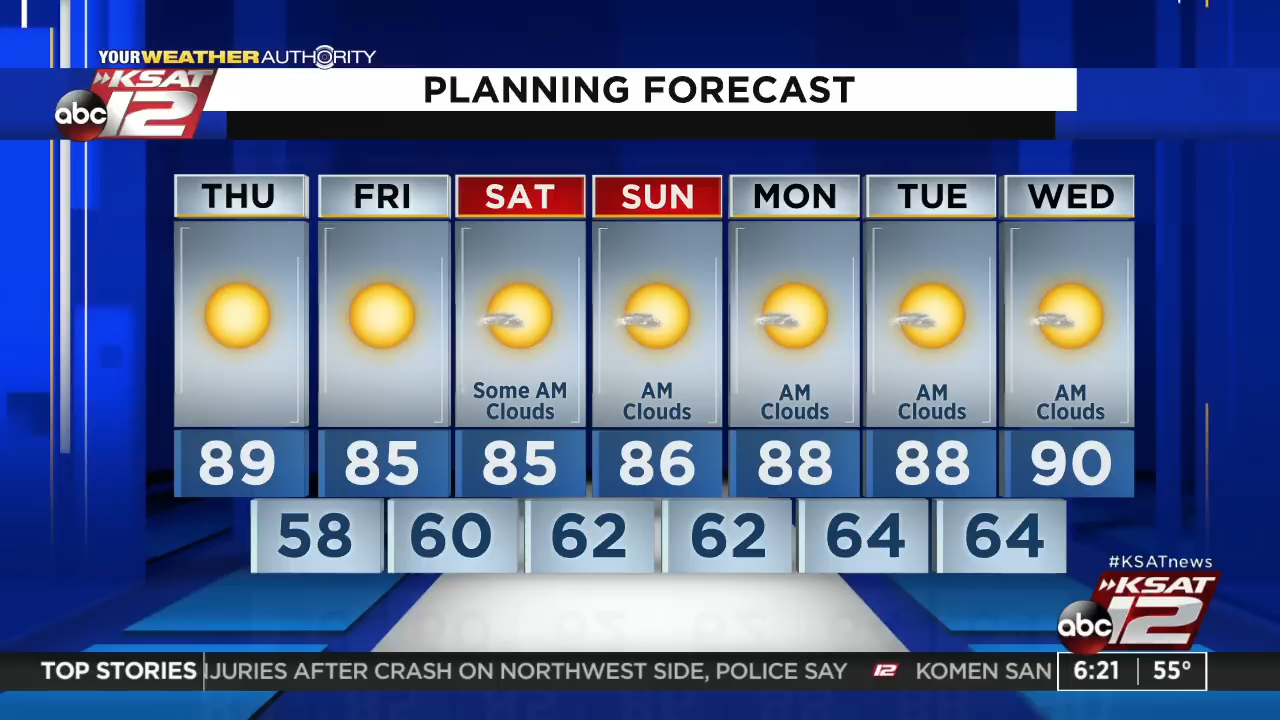 YOURWEATHERAUTHORITY
KSAT
abc 12
PLANNING FORECAST
THU FRI SAT SUN MON TUE WED
Some AM Clouds
AM Clouds
AM Clouds
AM Clouds
AM Clouds
89 85 85 86 88 88 90
58 60 62 62 64 64
#KSATnews
KSAT
abc 12
TOP STORIES JURIES AFTER CRASH ON NORTHWEST SIDE, POLICE SAY 12 KOMEN SAN 6:21 55°